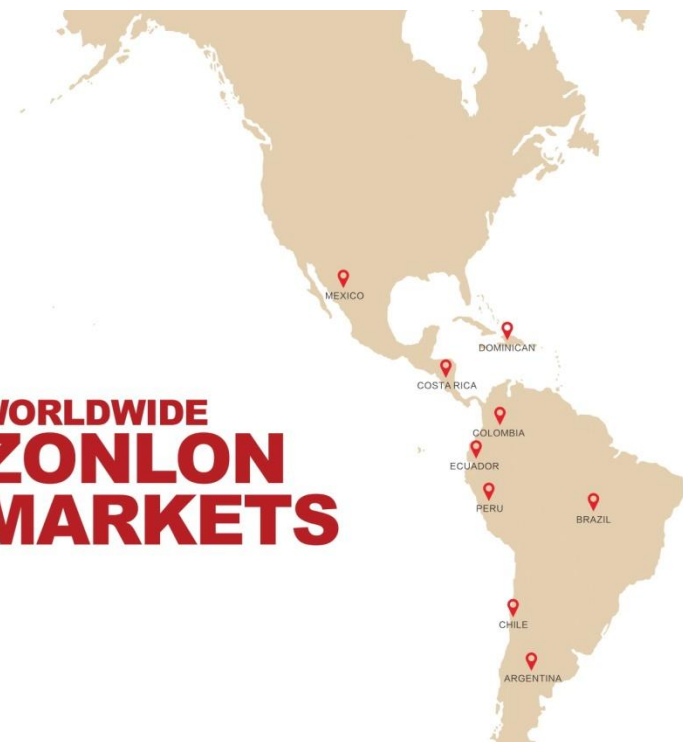 MEXICO
DOMINICAN
COSTA RICA
WORLDWIDE
COLOMBIA
ZONLON
ECUADOR
MARKETS
PERU
BRAZIL
CHILE
ARGENTINA